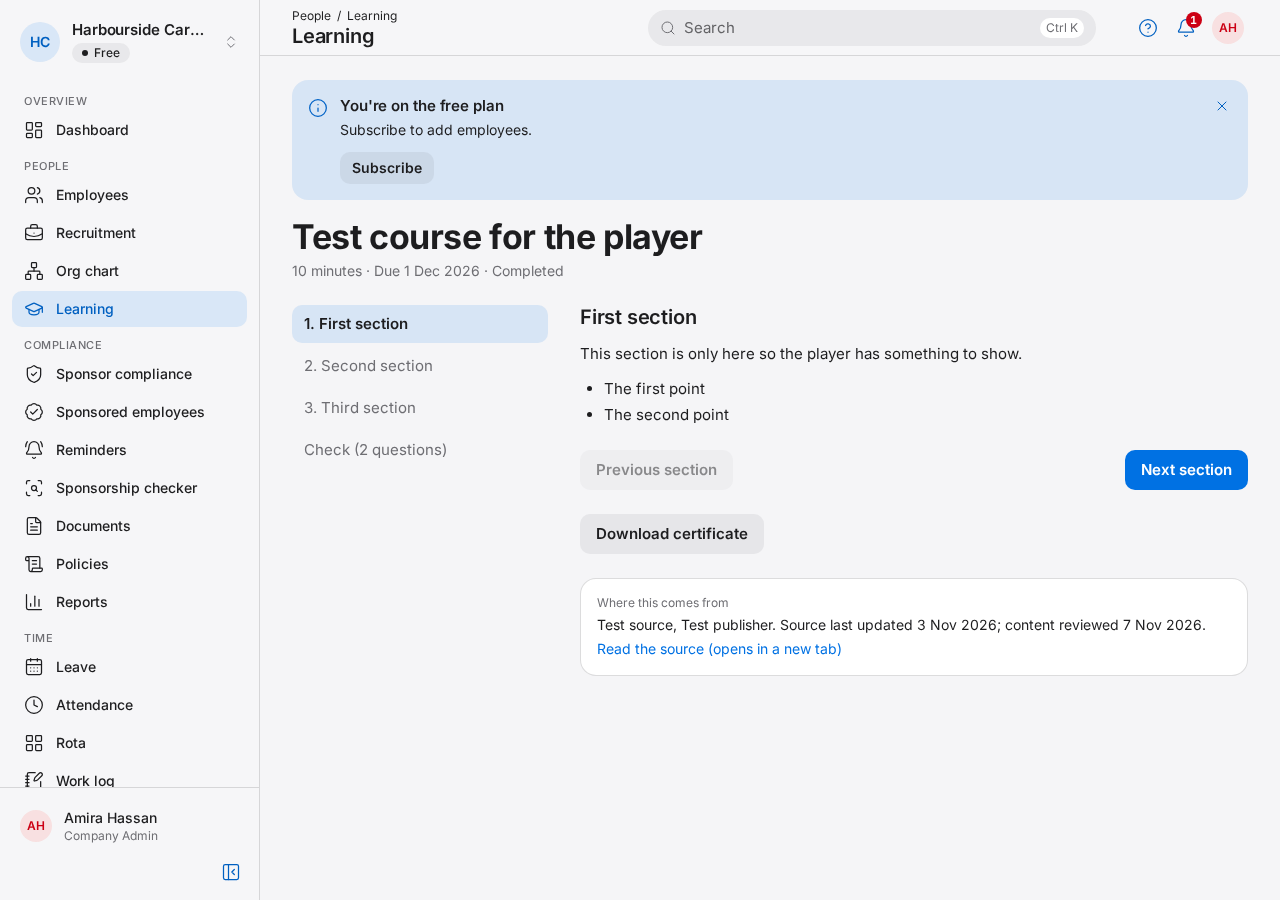 HC
Harbourside Car...
Free
OVERVIEW
Dashboard
PEOPLE
Employees
Recruitment
Org chart
Learning
COMPLIANCE
Sponsor compliance
Sponsored employees
Reminders
Sponsorship checker
Documents
Policies
Reports
TIME
Leave
Attendance
Rota
Work log
AH
Amira Hassan
Company Admin
People / Learning
Learning
Search
Ctrl K
1
AH
You're on the free plan
Subscribe to add employees.
Subscribe
Test course for the player
10 minutes · Due 1 Dec 2026 · Completed
1. First section
2. Second section
3. Third section
Check (2 questions)
First section
This section is only here so the player has something to show.
• The first point
• The second point
Previous section
Next section
Download certificate
Where this comes from
Test source, Test publisher. Source last updated 3 Nov 2026; content reviewed 7 Nov 2026.
Read the source (opens in a new tab)